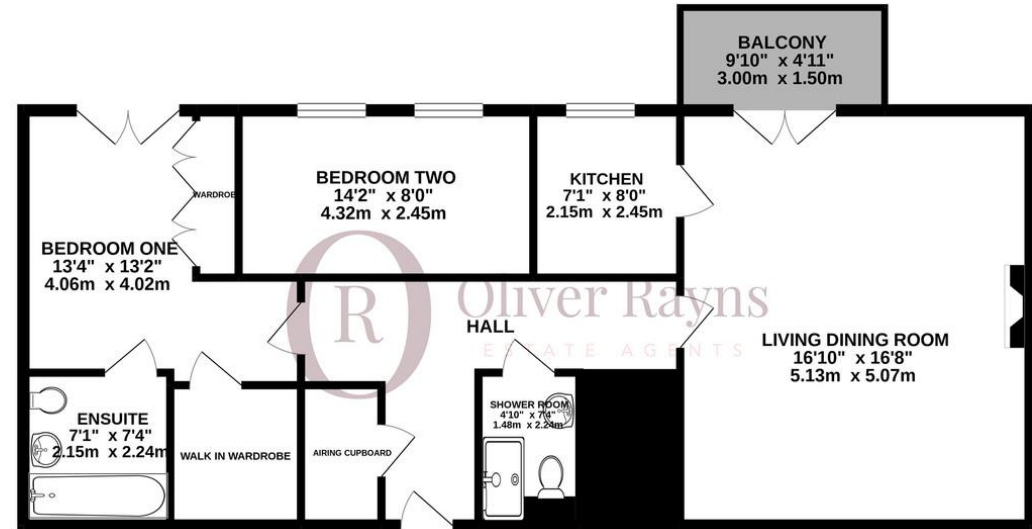 BALCONY
9'10" x 4'11"
3.00m x 1.50m
BEDROOM TWO
14'2" x 8'0"
4.32m x 2.45m
KITCHEN
7'1" x 8'0"
2.15m x 2.45m
WARDROBE
BEDROOM ONE
13'4" x 13'2"
4.06m x 4.02m
R
Oliver Rayns
ESTATE AGENTS
HALL
LIVING DINING ROOM
16'10" x 16'8"
5.13m x 5.07m
ENSUITE
7'1" x 7'4"
2.15m x 2.24m
WALK IN WARDROBE
AIRING CUPBOARD
SHOWER ROOM
4'10" x 7'4"
1.48m x 2.24m